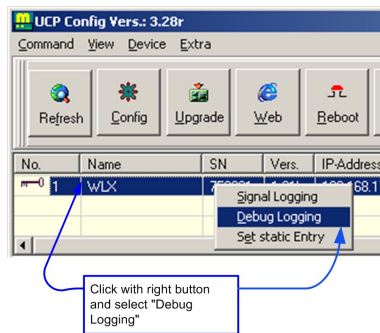 UCP Config Vers.: 3.28r
Command View Device Extra
Refresh Config Upgrade Web Reboot
No. Name SN Vers. IP-Address
1 WLX
Signal Logging
Debug Logging
Set static Entry
Click with right button
and select "Debug
Logging"